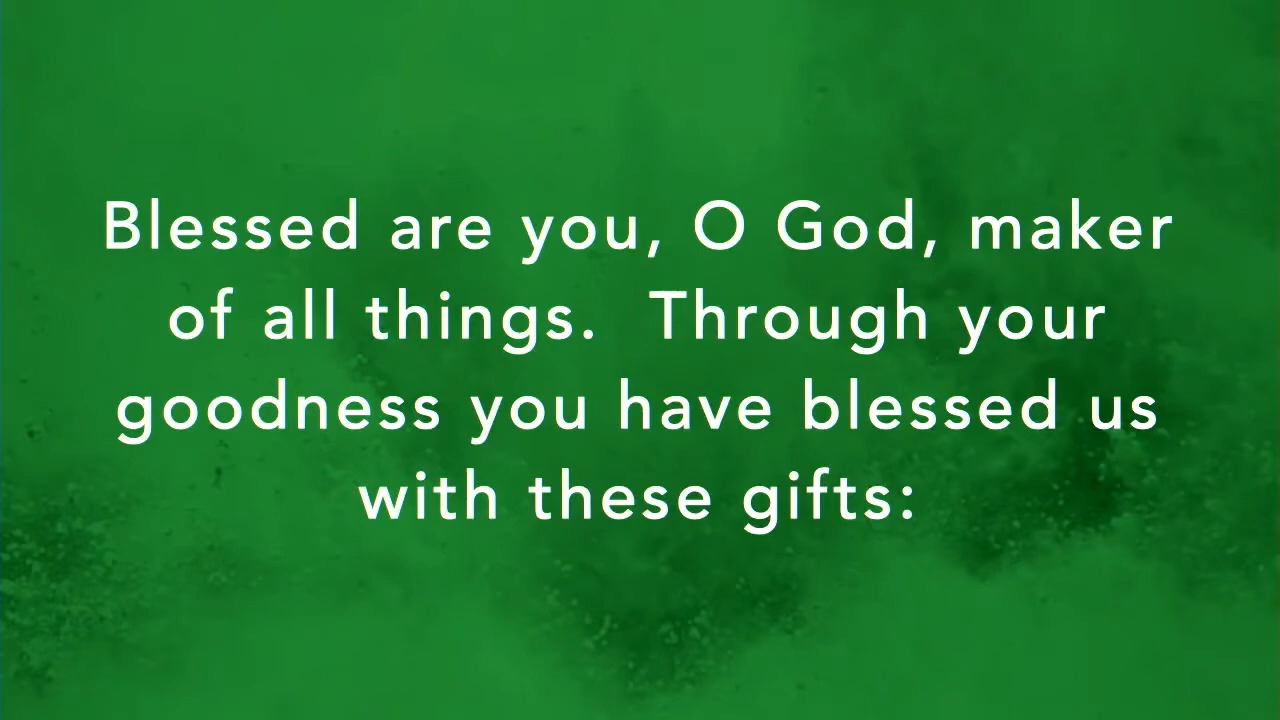 Blessed are you, O God, maker
of all things.  Through your
goodness you have blessed us
with these gifts: